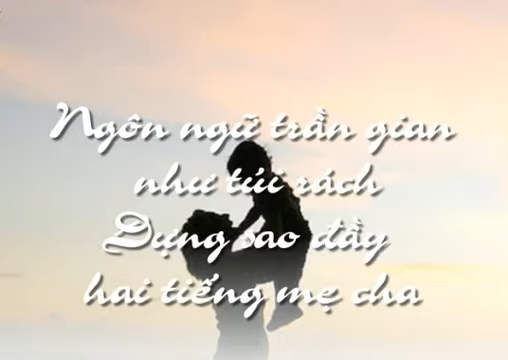 Ngôn ngữ trần gian
như túi rách
Dựng sao đầy
hai tiếng mẹ cha